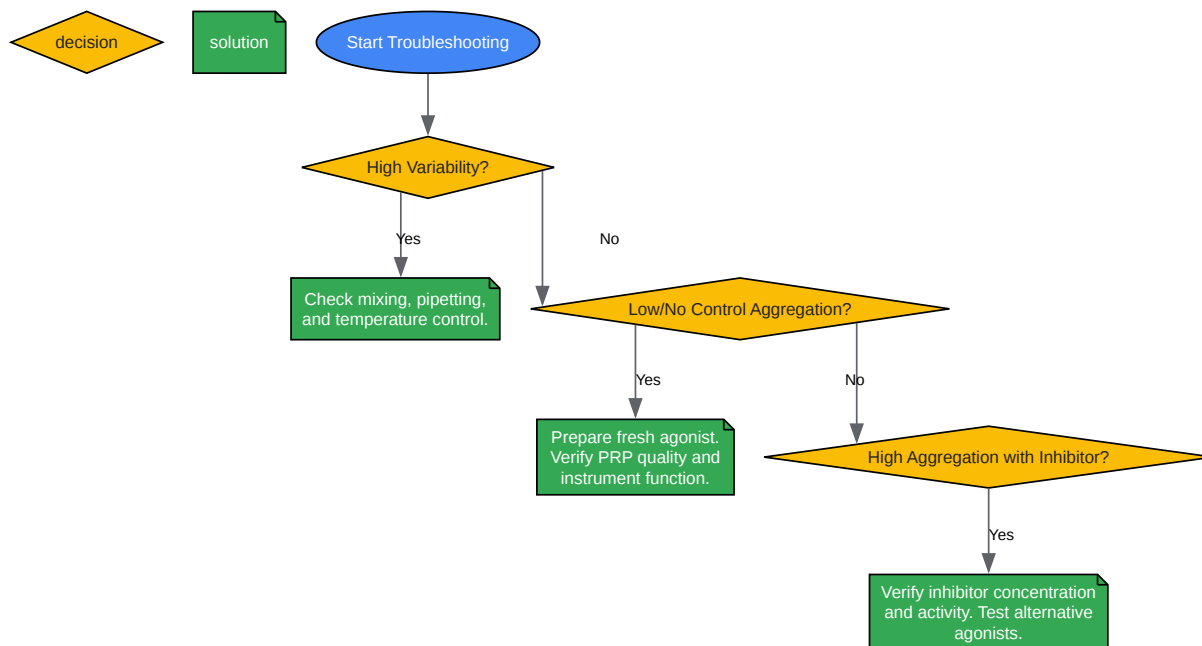 decision
solution
Start Troubleshooting
High Variability?
Yes
No
Check mixing, pipetting,
and temperature control.
Low/No Control Aggregation?
Yes
No
Prepare fresh agonist.
Verify PRP quality and
instrument function.
High Aggregation with Inhibitor?
Yes
Verify inhibitor concentration
and activity. Test alternative
agonists.